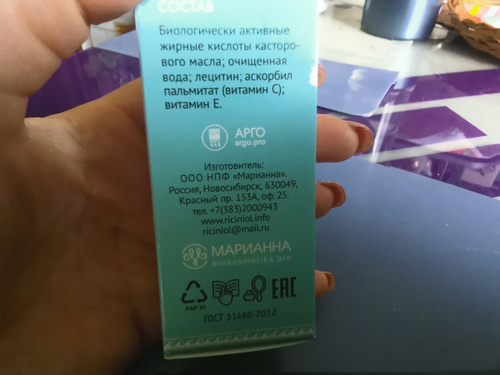 СОСТАВ
Биологически активные
жирные кислоты касторо-
вого масла; очищенная
вода; лецитин; аскорбил
пальмитат (витамин С);
витамин Е.
АРГО
argo.pro
Изготовитель:
ООО НПФ «Марианна».
Россия, Новосибирск, 630049,
Красный пр. 153А, оф. 25.
тел. +7(383)2000943
www.riciniol.info
riciniol@mail.ru
МАРИАННА
biokosmetika.pro
PAP 21
EAC
ГОСТ 31460-2012